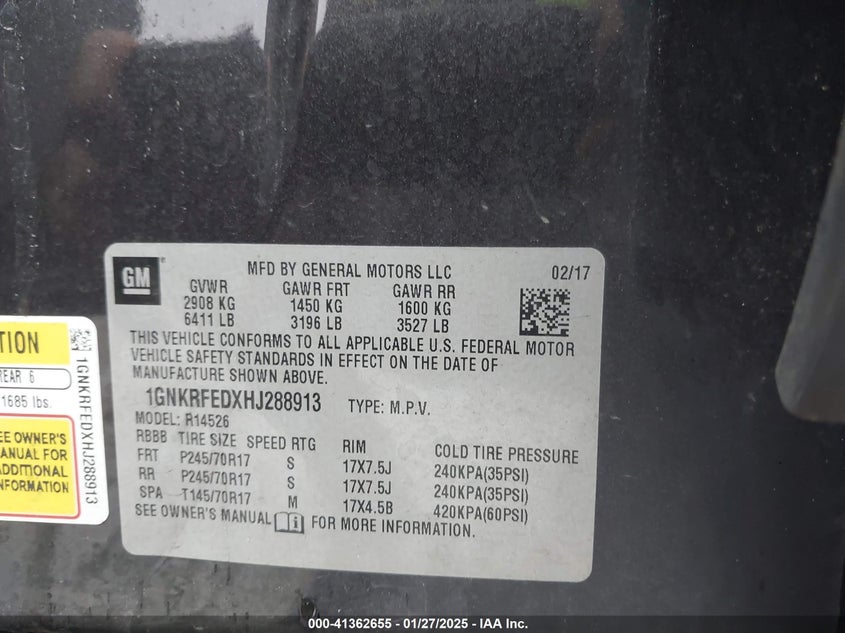 GM
MFD BY GENERAL MOTORS LLC 02/17
GVWR GAWR FRT GAWR RR
2908 KG 1450 KG 1600 KG
6411 LB 3196 LB 3527 LB
THIS VEHICLE CONFORMS TO ALL APPLICABLE U.S. FEDERAL MOTOR
VEHICLE SAFETY STANDARDS IN EFFECT ON THE DATE OF
MANUFACTURE SHOWN ABOVE.
1GNKRFEDXHJ288913 TYPE: M.P.V.
MODEL: R14526
RBBB TIRE SIZE SPEED RTG RIM COLD TIRE PRESSURE
FRT P245/70R17 S 17X7.5J 240KPA(35PSI)
RR P245/70R17 S 17X7.5J 240KPA(35PSI)
SPA T145/70R17 M 17X4.5B 420KPA(60PSI)
SEE OWNER'S MANUAL FOR MORE INFORMATION.
TION
REAR 6
1685 lbs.
EE OWNER'S
MANUAL FOR
ADDITIONAL
INFORMATION
1GNKRFEDXHJ288913
000-41362655 - 01/27/2025 - IAA Inc.